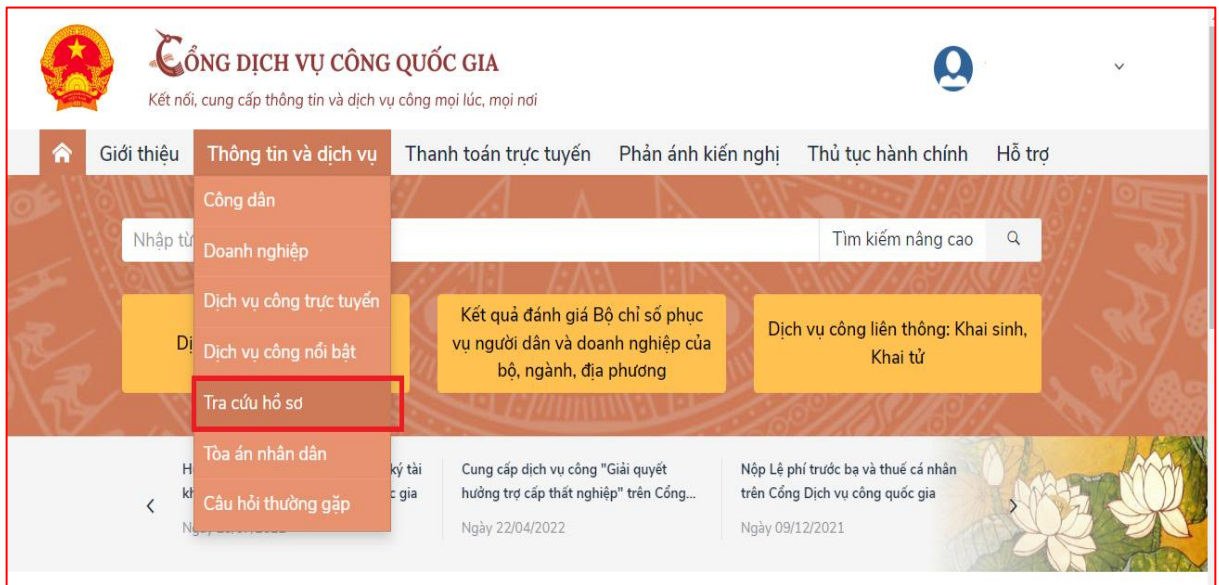 CỔNG DỊCH VỤ CÔNG QUỐC GIA
Kết nối, cung cấp thông tin và dịch vụ công mọi lúc, mọi nơi
Giới thiệu Thông tin và dịch vụ Thanh toán trực tuyến Phản ánh kiến nghị Thủ tục hành chính Hỗ trợ
Công dân
Doanh nghiệp
Dịch vụ công trực tuyến
Dịch vụ công nổi bật
Tra cứu hồ sơ
Tòa án nhân dân
Câu hỏi thường gặp
Nhập từ
Tìm kiếm nâng cao
Kết quả đánh giá Bộ chỉ số phục
vụ người dân và doanh nghiệp của
bộ, ngành, địa phương
Dịch vụ công liên thông: Khai sinh,
Khai tử
ký tài
c gia
Cung cấp dịch vụ công "Giải quyết
hưởng trợ cấp thất nghiệp" trên Cổng...
Ngày 22/04/2022
Nộp Lệ phí trước bạ và thuế cá nhân
trên Cổng Dịch vụ công quốc gia
Ngày 09/12/2021